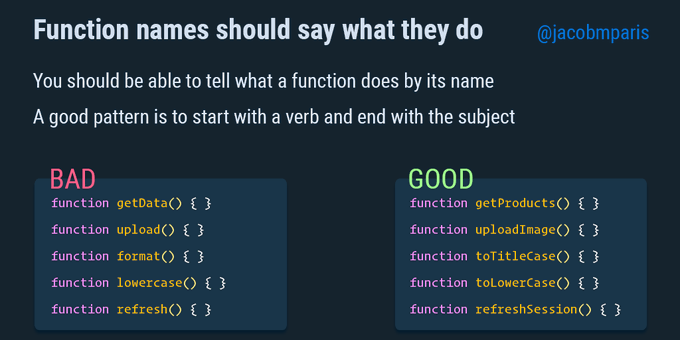 Function names should say what they do
@jacobmparis
You should be able to tell what a function does by its name
A good pattern is to start with a verb and end with the subject
BAD
function getData() { }
function upload() { }
function format() { }
function lowercase() { }
function refresh() { }
GOOD
function getProducts() { }
function uploadImage() { }
function toTitleCase() { }
function toLowerCase() { }
function refreshSession() { }